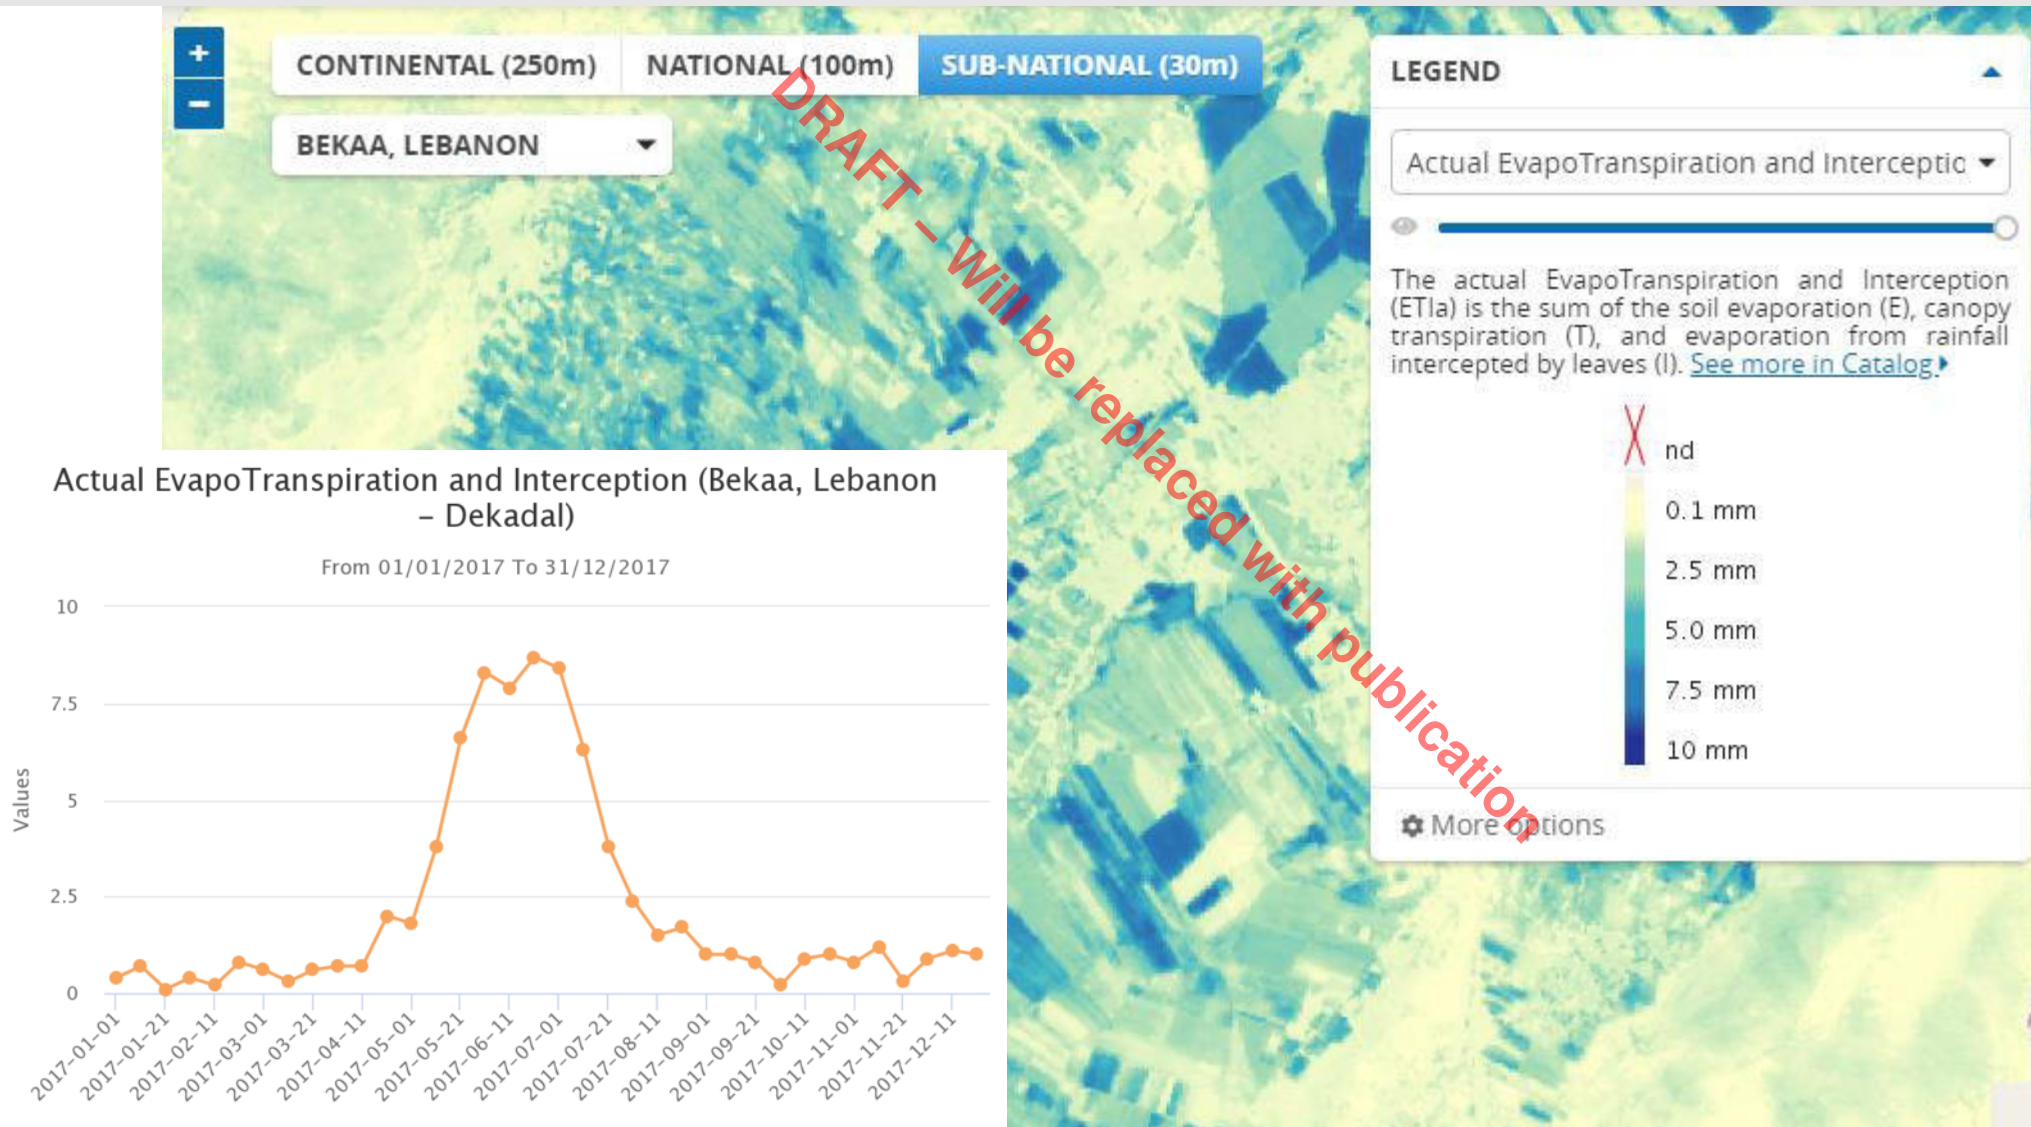 +
−
CONTINENTAL (250m)
NATIONAL (100m)
SUB-NATIONAL (30m)
BEKAA, LEBANON
DRAFT – Will be replaced with publication
LEGEND
Actual EvapoTranspiration and Interceptic
The actual EvapoTranspiration and Interception
(ETIa) is the sum of the soil evaporation (E), canopy
transpiration (T), and evaporation from rainfall
intercepted by leaves (I). See more in Catalog
nd
0.1 mm
2.5 mm
5.0 mm
7.5 mm
10 mm
More options
Actual EvapoTranspiration and Interception (Bekaa, Lebanon
– Dekadal)
From 01/01/2017 To 31/12/2017
Values
10
7.5
5
2.5
0
2017-01-01
2017-01-21
2017-02-11
2017-03-01
2017-03-21
2017-04-11
2017-05-01
2017-05-21
2017-06-11
2017-07-01
2017-07-21
2017-08-11
2017-09-01
2017-09-21
2017-10-11
2017-11-01
2017-11-21
2017-12-11